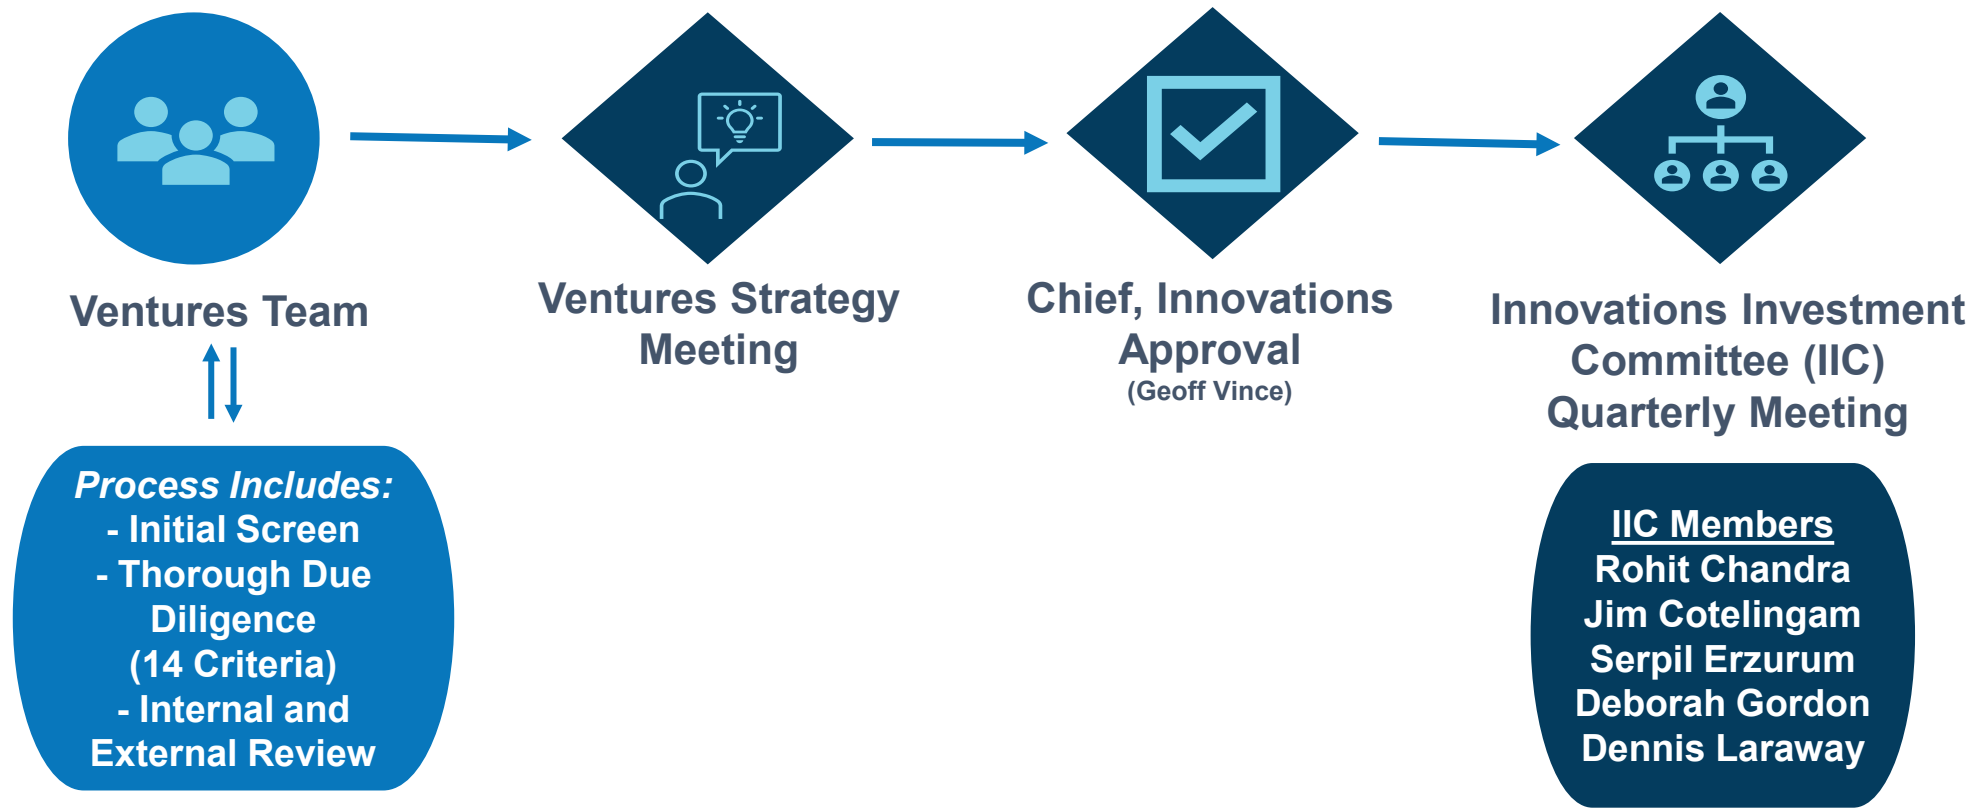 Ventures Team
Process Includes:
- Initial Screen
- Thorough Due
Diligence
(14 Criteria)
- Internal and
External Review
Ventures Strategy
Meeting
Chief, Innovations
Approval
(Geoff Vince)
Innovations Investment
Committee (IIC)
Quarterly Meeting
IIC Members
Rohit Chandra
Jim Cotelingam
Serpil Erzurum
Deborah Gordon
Dennis Laraway